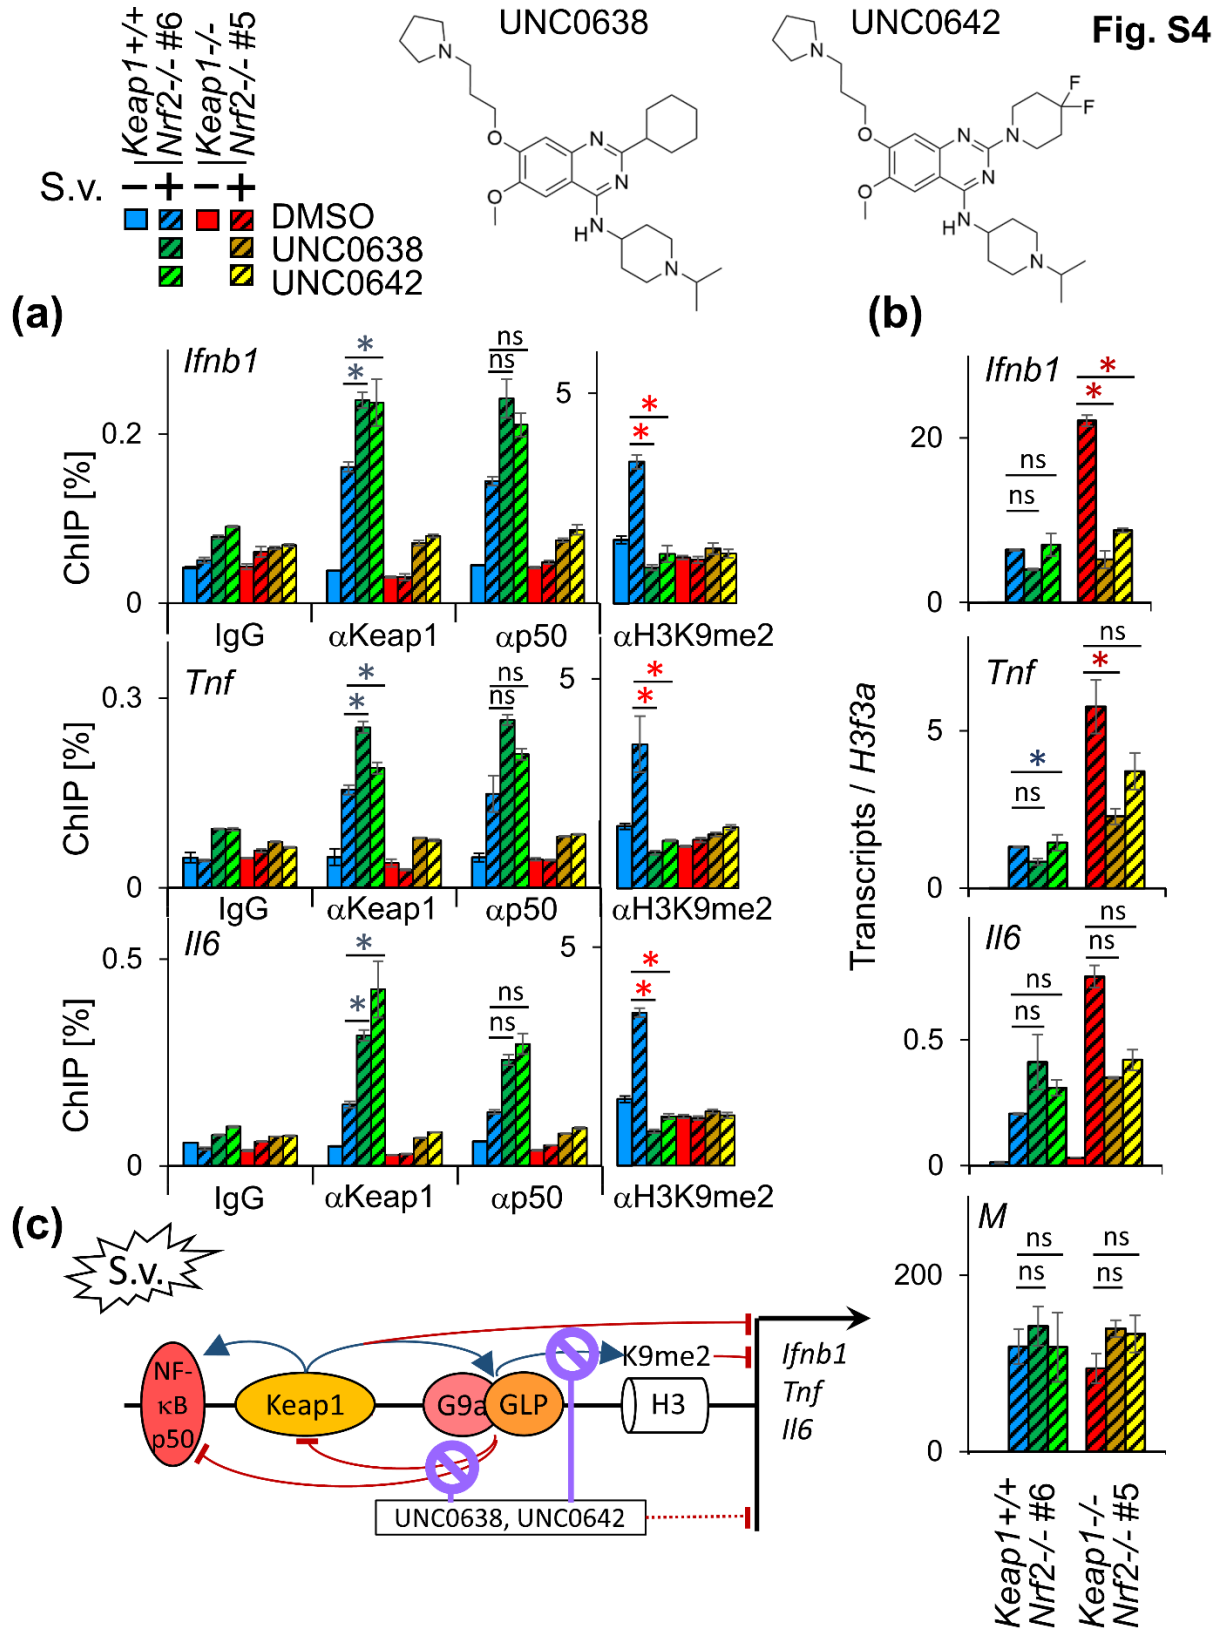 Keap1+/+
Nrf2-/- #6
Keap1-/-
Nrf2-/- #5
UNC0638
UNC0642
Fig. S4
S.v. − + − +
DMSO
UNC0638
UNC0642
N
O
O
N
N
H
N
N
N
O
O
N
N
N
F
F
H
N
N
(a)
(b)
Ifnb1
* *
ns
ns
5
* *
0.2
0
ChIP [%]
IgG αKeap1 αp50 αH3K9me2
Tnf
* *
ns
ns
5
* *
0.3
0
ChIP [%]
IgG αKeap1 αp50 αH3K9me2
Il6
* *
ns
ns
5
* *
0.5
0
ChIP [%]
IgG αKeap1 αp50 αH3K9me2
Transcripts / H3f3a
Ifnb1
ns
ns
* *
20
0
Tnf
*
ns
ns
*
5
0
Il6
ns
ns
ns
ns
0.5
0
M
ns
ns
ns
ns
200
0
Keap1+/+
Nrf2-/- #6
Keap1-/-
Nrf2-/- #5
(c)
S.v.
NF-
κB
p50
Keap1
G9a
GLP
K9me2
H3
Ifnb1
Tnf
Il6
UNC0638, UNC0642